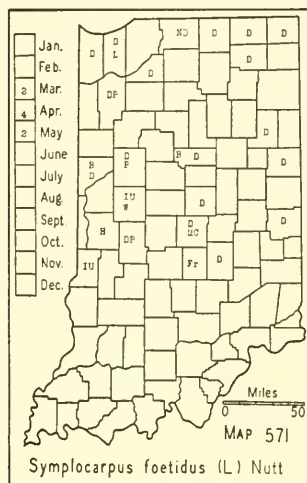 ND D D D
D D L
D D
DP
D
H D P H D D
D
IU W D
D MC
H DP
IU Fr D
Jan.
Feb.
2 Mar.
4 Apr.
2 May
June
July
Aug.
Sept.
Oct.
Nov.
Dec.
Miles
0 50
MAP 571
Symplocarpus foetidus (L) Nutt